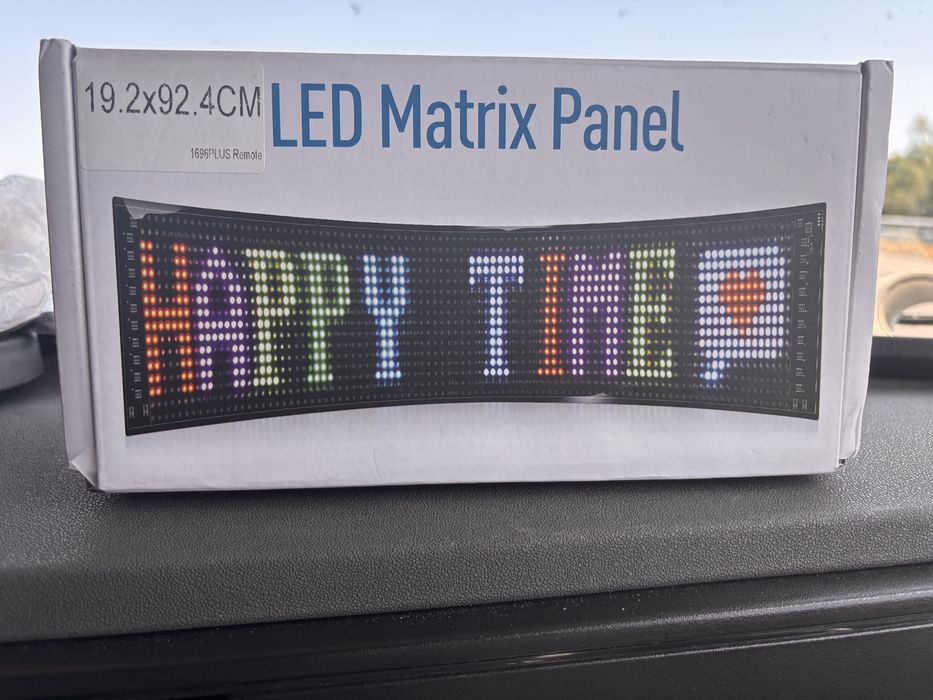 19.2x92.4CM
1696PLUS Remote
LED Matrix Panel
HAPPY TIME